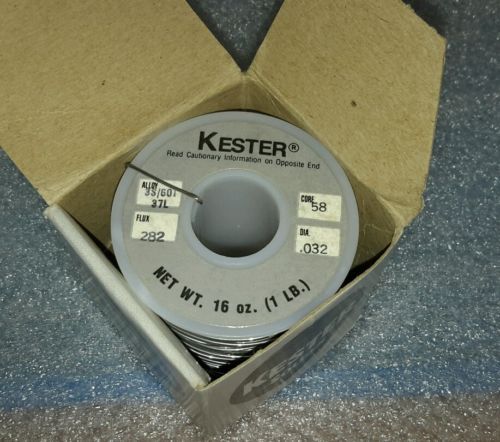 KESTER®
Read Cautionary Information on Opposite End
ALLOY
37L
FLUX
282
CORE
58
DIA.
.032
NET WT. 16 oz. (1 LB.)
KESTER